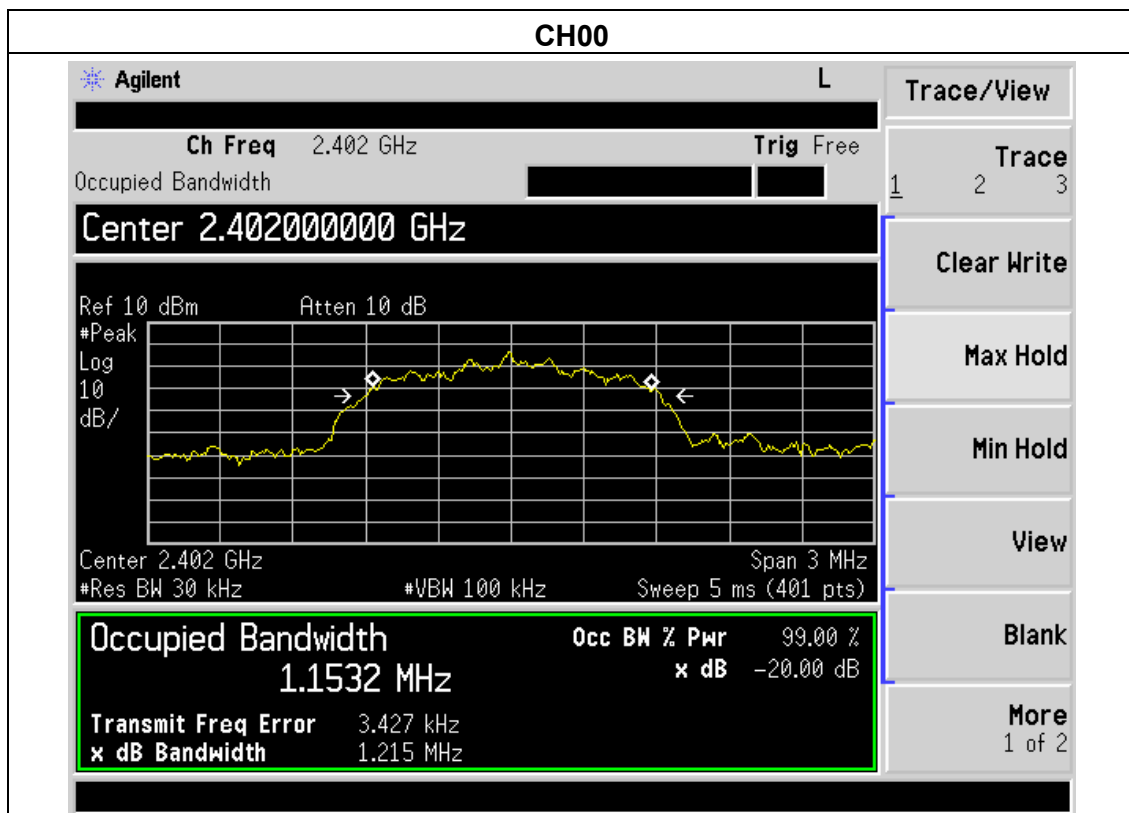 CH00
Agilent L
Trace/View
Ch Freq 2.402 GHz Trig Free
Occupied Bandwidth
Trace
1 2 3
Center 2.402000000 GHz
Clear Write
Ref 10 dBm Atten 10 dB
#Peak
Log
10
dB/
Max Hold
Min Hold
Center 2.402 GHz Span 3 MHz
#Res BW 30 kHz #VBW 100 kHz Sweep 5 ms (401 pts)
View
Occupied Bandwidth Occ BW % Pwr 99.00 %
1.1532 MHz x dB -20.00 dB
Blank
Transmit Freq Error 3.427 kHz
x dB Bandwidth 1.215 MHz
More
1 of 2